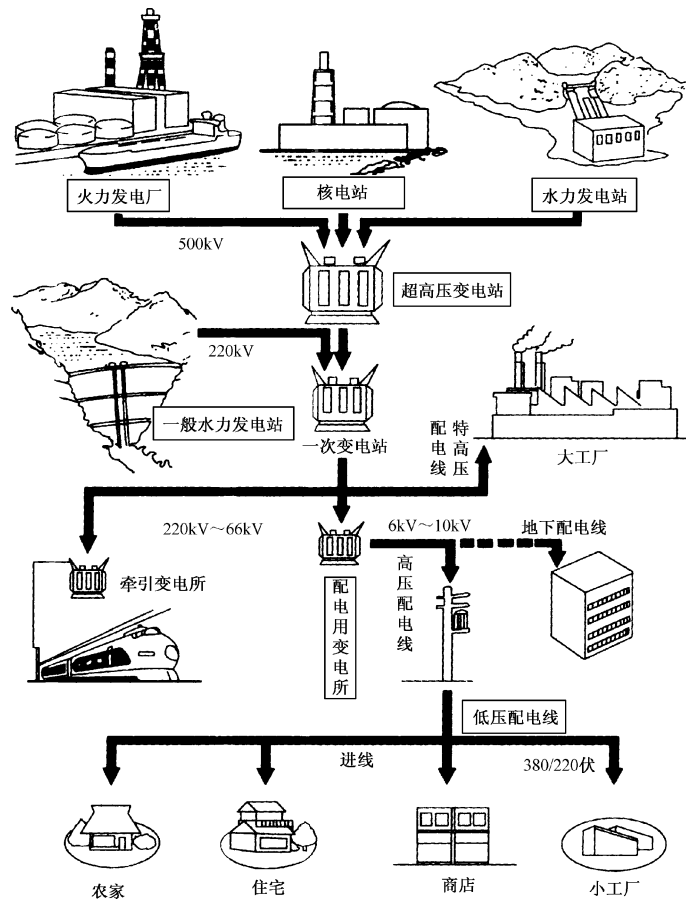 火力发电厂
核电站
水力发电站
500kV
超高压变电站
220kV
一般水力发电站
一次变电站
特高压
配电线
大工厂
220kV～66kV
6kV～10kV
地下配电线
牵引变电所
配电用变电所
高压配电线
低压配电线
进线
380/220伏
农家
住宅
商店
小工厂